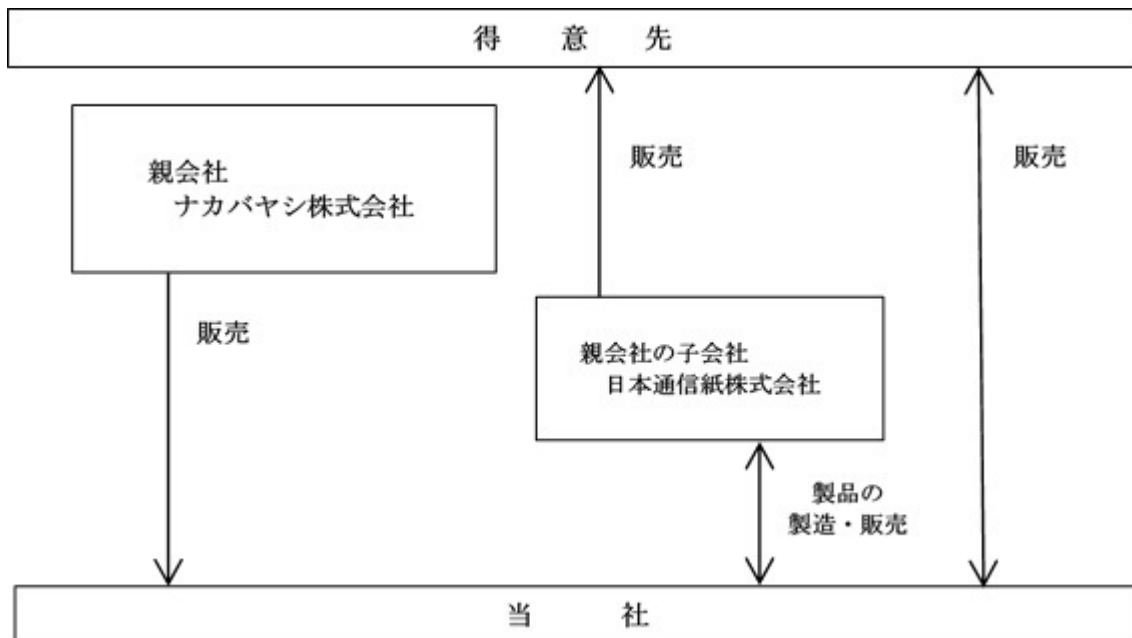 得意先
親会社
ナカバヤシ株式会社
販売
販売
販売
親会社の子会社
日本通信紙株式会社
製品の
製造・販売
当社